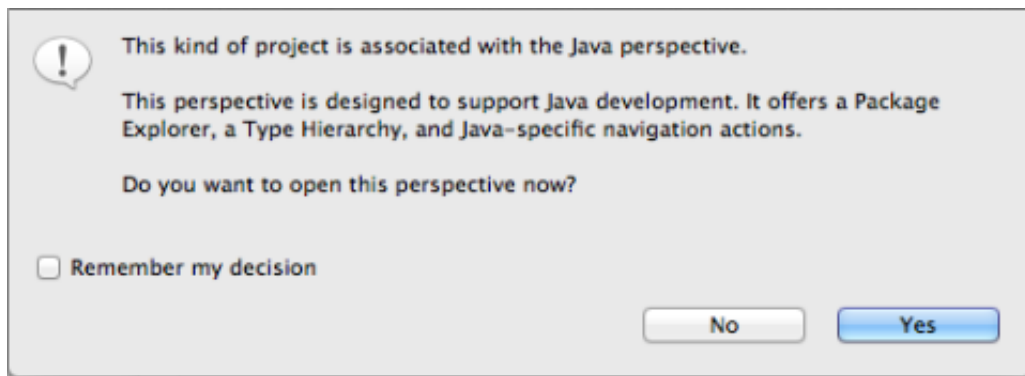 This kind of project is associated with the Java perspective.
This perspective is designed to support Java development. It offers a Package
Explorer, a Type Hierarchy, and Java-specific navigation actions.
Do you want to open this perspective now?
Remember my decision
No
Yes